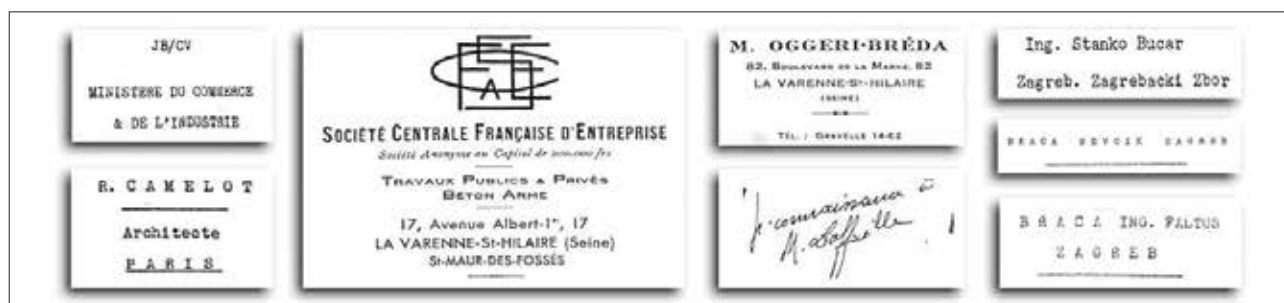 JB/CV
MINISTERE DU COMMERCE
& DE L'INDUSTRIE
R. CAMELOT
Architecte
PARIS
SOCIÉTÉ CENTRALE FRANÇAISE D'ENTREPRISE
Société Anonyme au Capital de frs
TRAVAUX PUBLICS & PRIVÉS
BETON ARME
17, Avenue Albert-1er, 17
LA VARENNE-St-HILAIRE (Seine)
St-MAUR-DES-FOSSÉS
M. OGGERI-BRÉDA
82, BOULEVARD DE LA MARNE, 82
LA VARENNE-St-HILAIRE
(SEINE)
TÉL. : GRAVELLE 14-62
M.
Ing. Stanko Bucar
Zagreb. Zagrebacki Zbor
BRACA ZAGREB
BRACA ING. FALTUS
ZAGREB